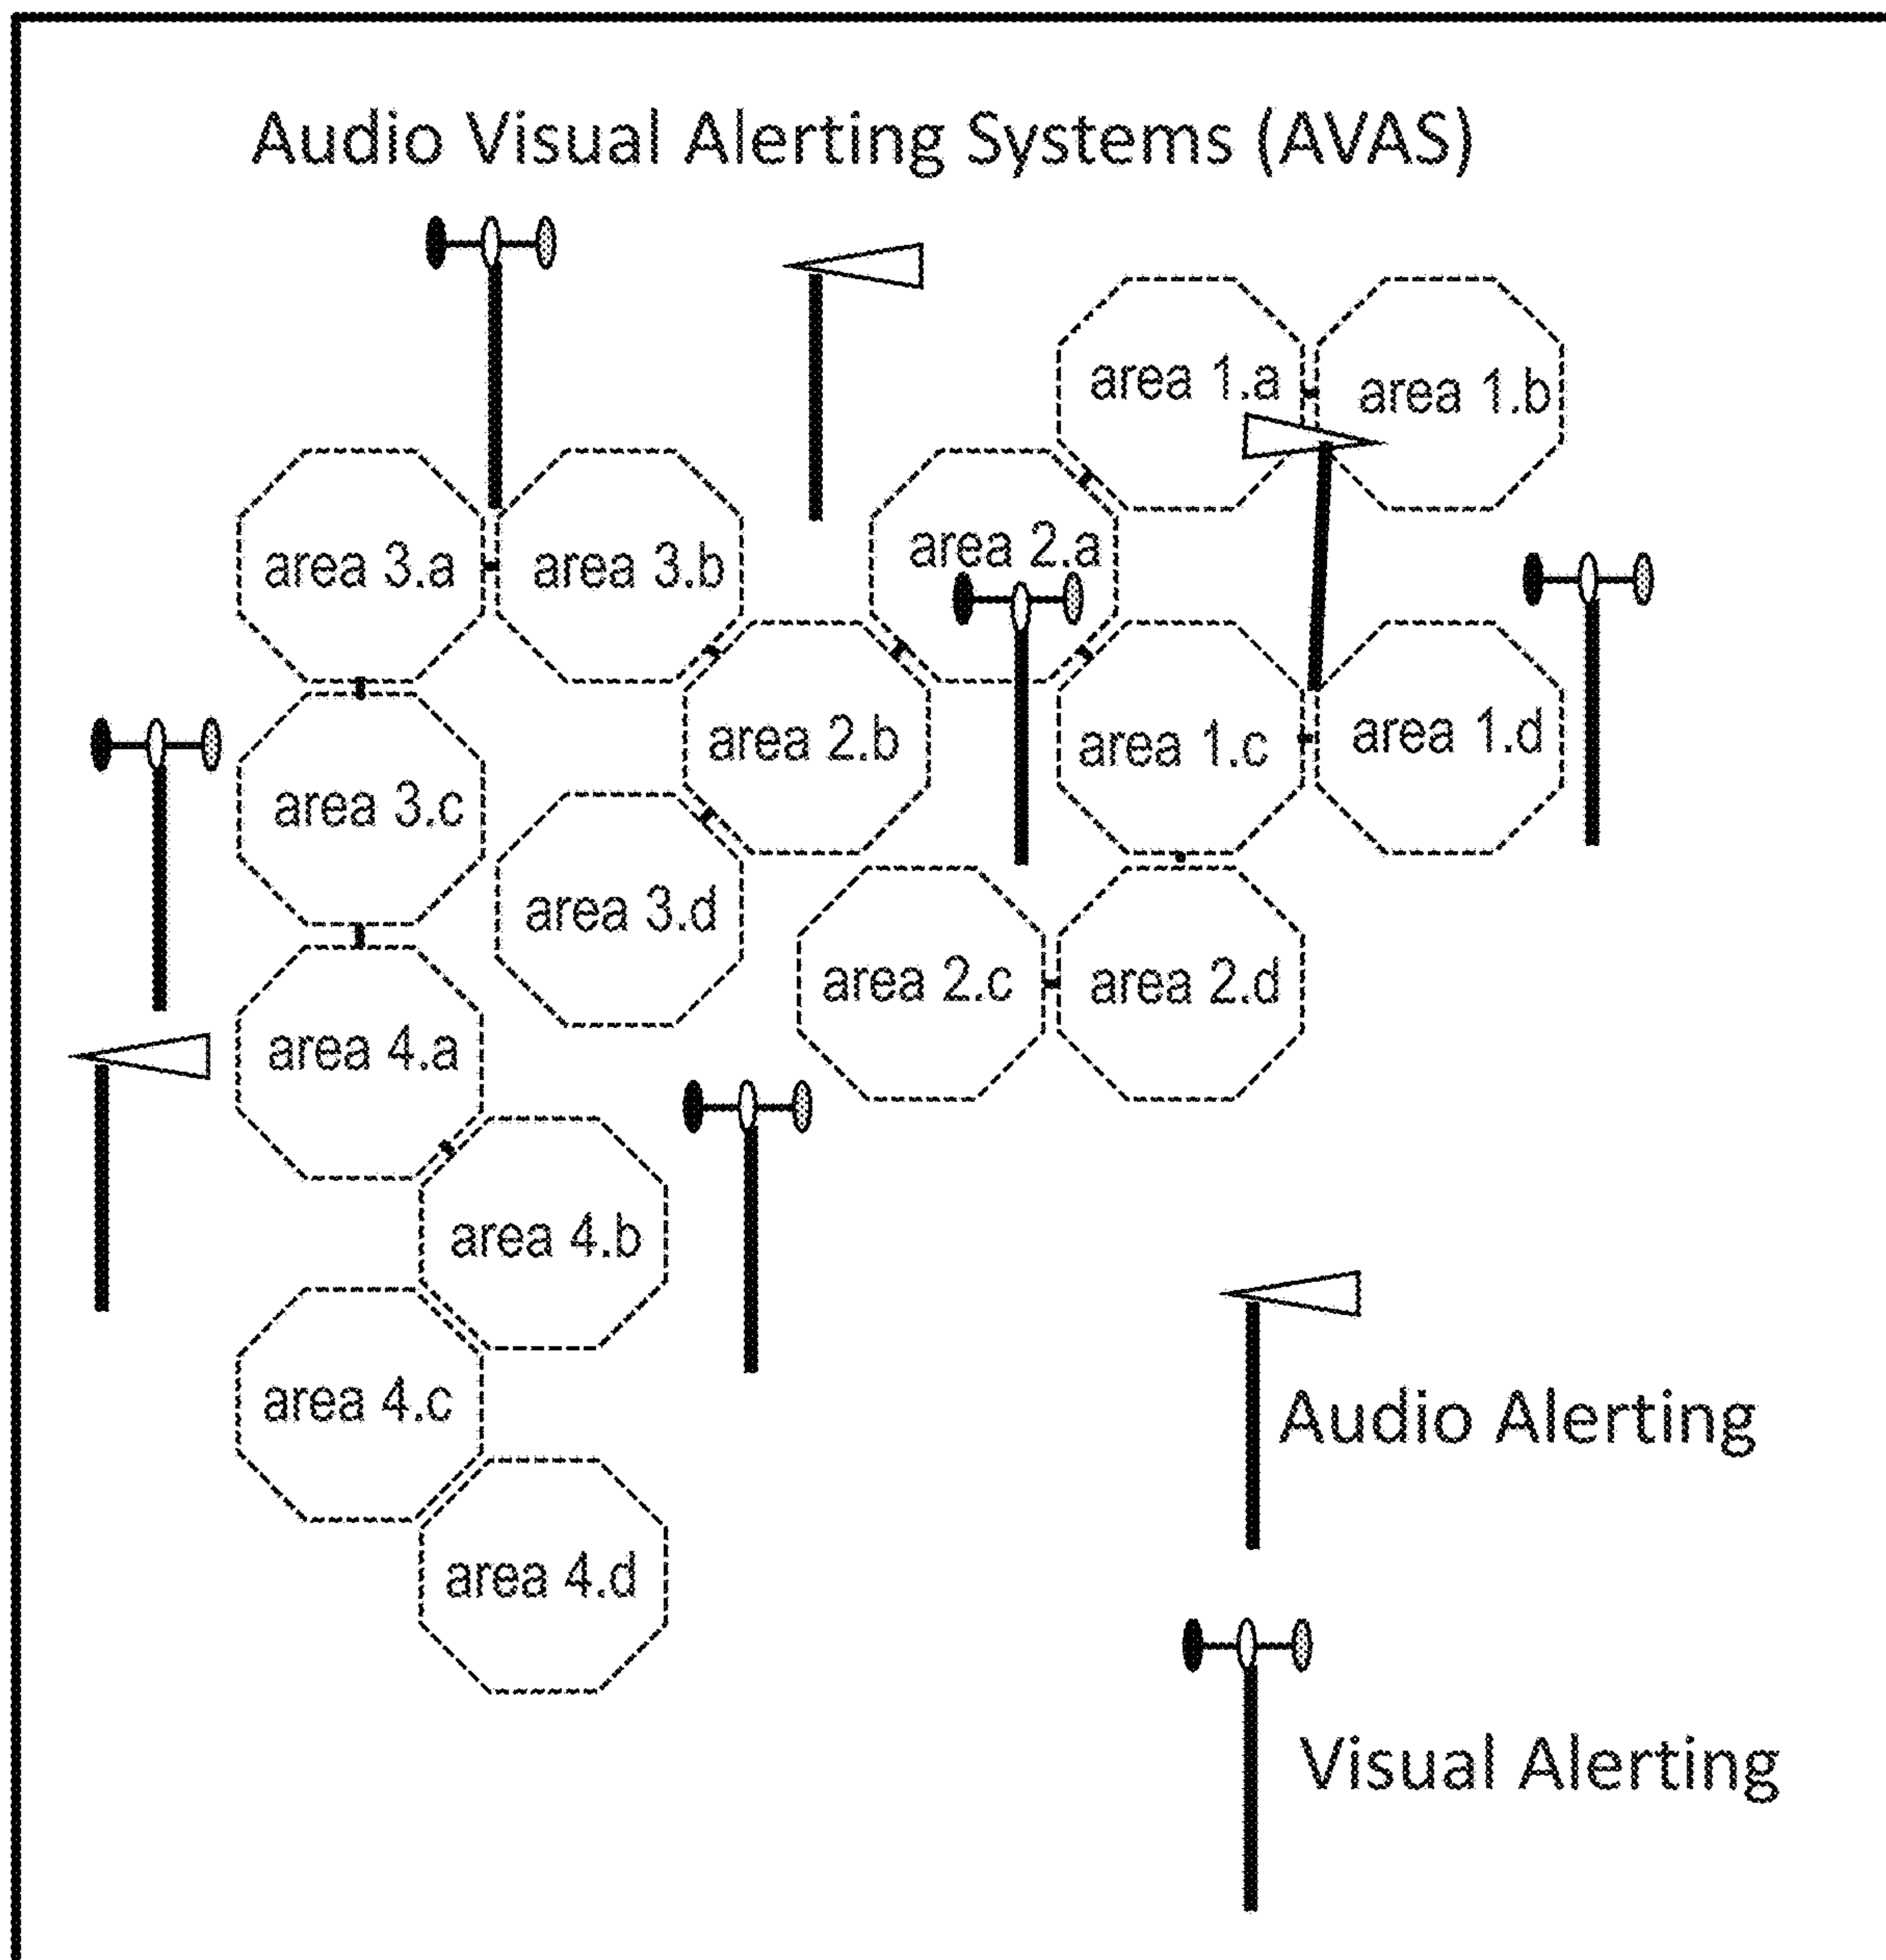 Audio Visual Alerting Systems (AVAS)
area 1.a
area 1.b
area 3.a
area 3.b
area 2.a
area 2.b
area 1.c
area 1.d
area 3.c
area 3.d
area 2.c
area 2.d
area 4.a
area 4.b
area 4.c
Audio Alerting
area 4.d
Visual Alerting